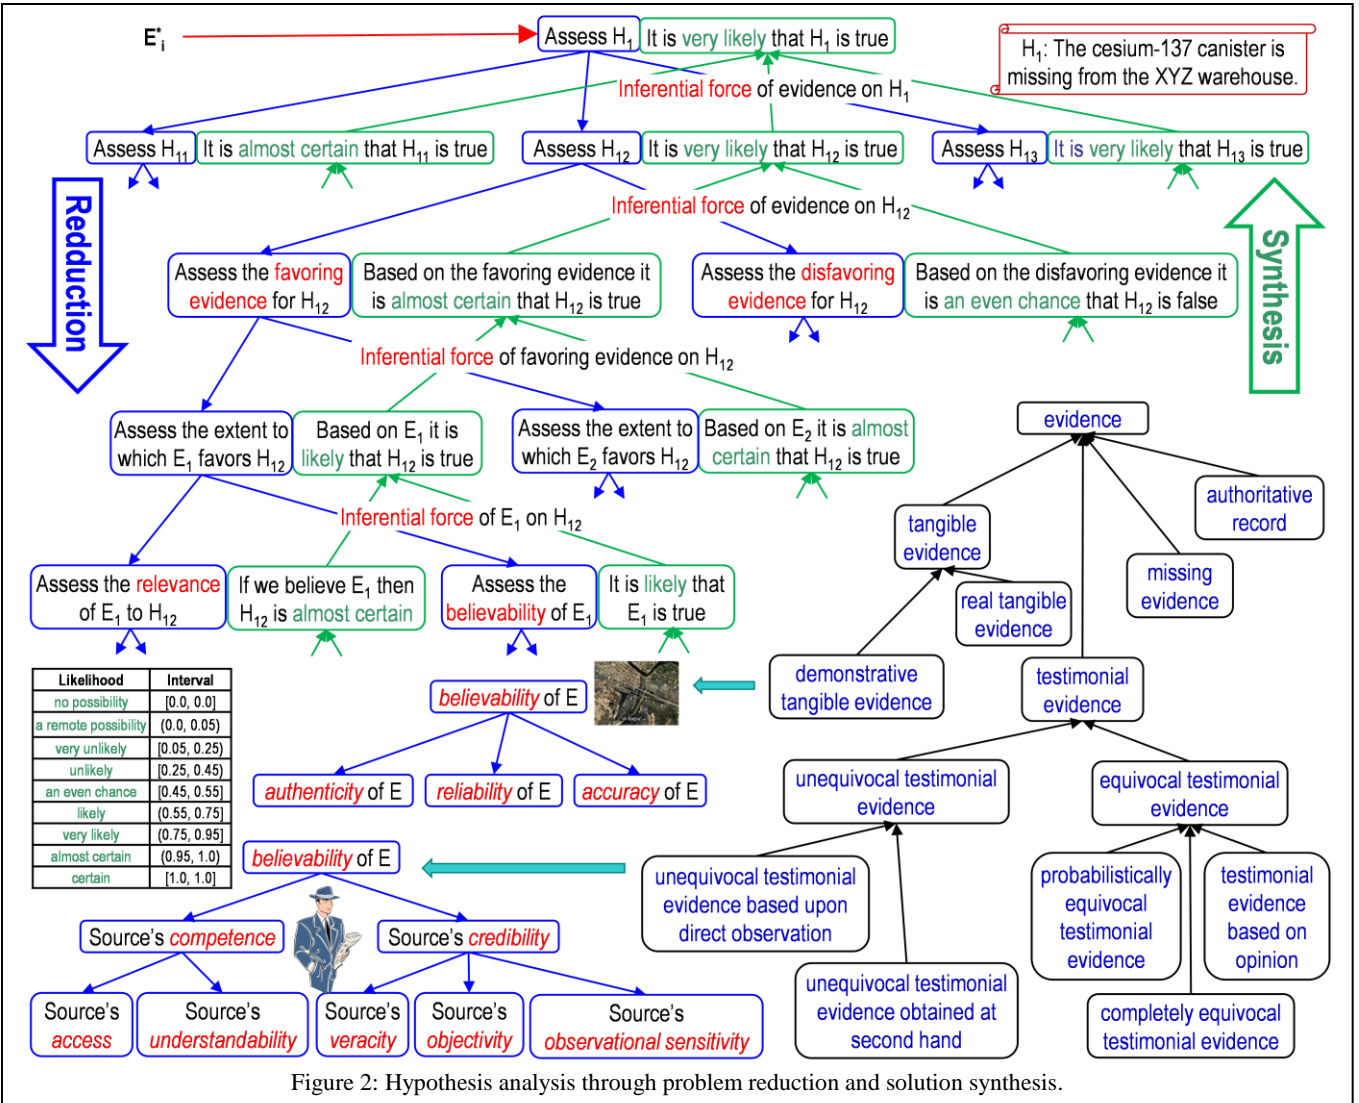 E*i
Assess H1
It is very likely that H1 is true
H1: The cesium-137 canister is
missing from the XYZ warehouse.
Inferential force of evidence on H1
Assess H11
It is almost certain that H11 is true
Assess H12
It is very likely that H12 is true
Assess H13
It is very likely that H13 is true
Redduction
Synthesis
Inferential force of evidence on H12
Assess the favoring
evidence for H12
Based on the favoring evidence it
is almost certain that H12 is true
Assess the disfavoring
evidence for H12
Based on the disfavoring evidence it
is an even chance that H12 is false
Inferential force of favoring evidence on H12
Assess the extent to
which E1 favors H12
Based on E1 it is
likely that H12 is true
Assess the extent to
which E2 favors H12
Based on E2 it is almost
certain that H12 is true
Inferential force of E1 on H12
Assess the relevance
of E1 to H12
If we believe E1 then
H12 is almost certain
Assess the
believability of E1
It is likely that
E1 is true
evidence
authoritative
record
tangible
evidence
missing
evidence
real tangible
evidence
demonstrative
tangible evidence
testimonial
evidence
Likelihood Interval
no possibility [0.0, 0.0]
a remote possibility (0.0, 0.05)
very unlikely [0.05, 0.25)
unlikely [0.25, 0.45)
an even chance [0.45, 0.55]
likely (0.55, 0.75]
very likely (0.75, 0.95]
almost certain (0.95, 1.0)
certain [1.0, 1.0]
believability of E
authenticity of E
reliability of E
accuracy of E
unequivocal testimonial
evidence
equivocal testimonial
evidence
believability of E
unequivocal testimonial
evidence based upon
direct observation
probabilistically
equivocal
testimonial
evidence
testimonial
evidence
based on
opinion
Source's competence
Source's credibility
Source's
access
Source's
understandability
Source's
veracity
Source's
objectivity
Source's
observational sensitivity
unequivocal testimonial
evidence obtained at
second hand
completely equivocal
testimonial evidence
Figure 2: Hypothesis analysis through problem reduction and solution synthesis.